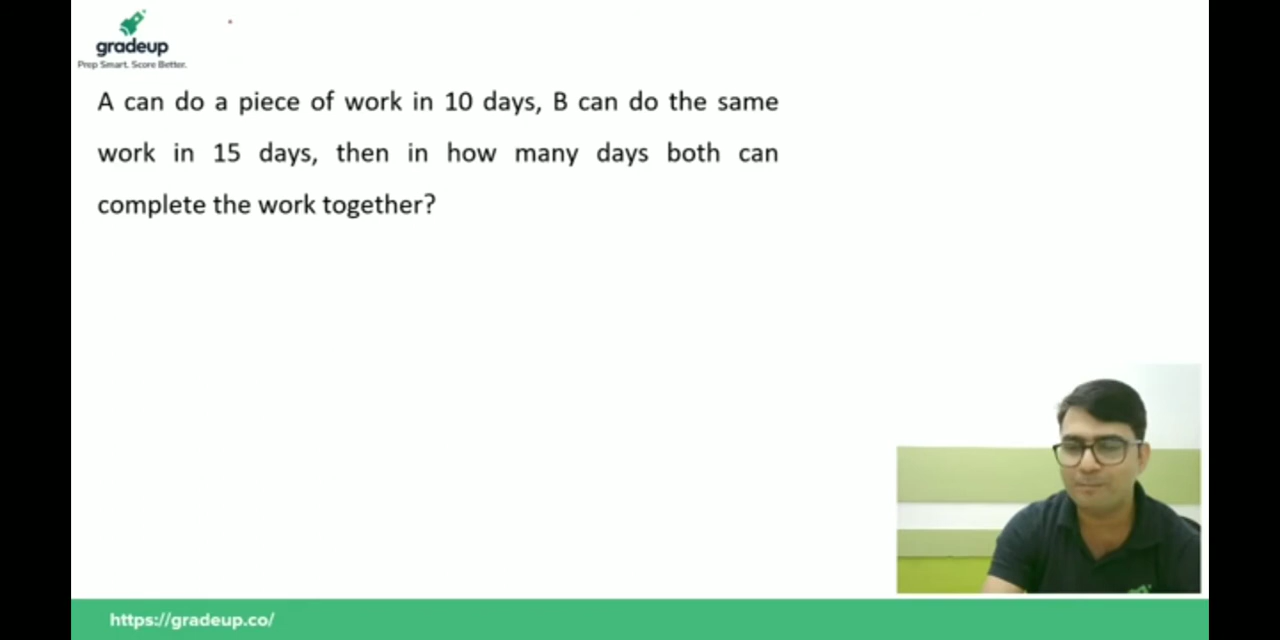 gradeup
Prep Smart. Score Better.
A can do a piece of work in 10 days, B can do the same
work in 15 days, then in how many days both can
complete the work together?
https://gradeup.co/